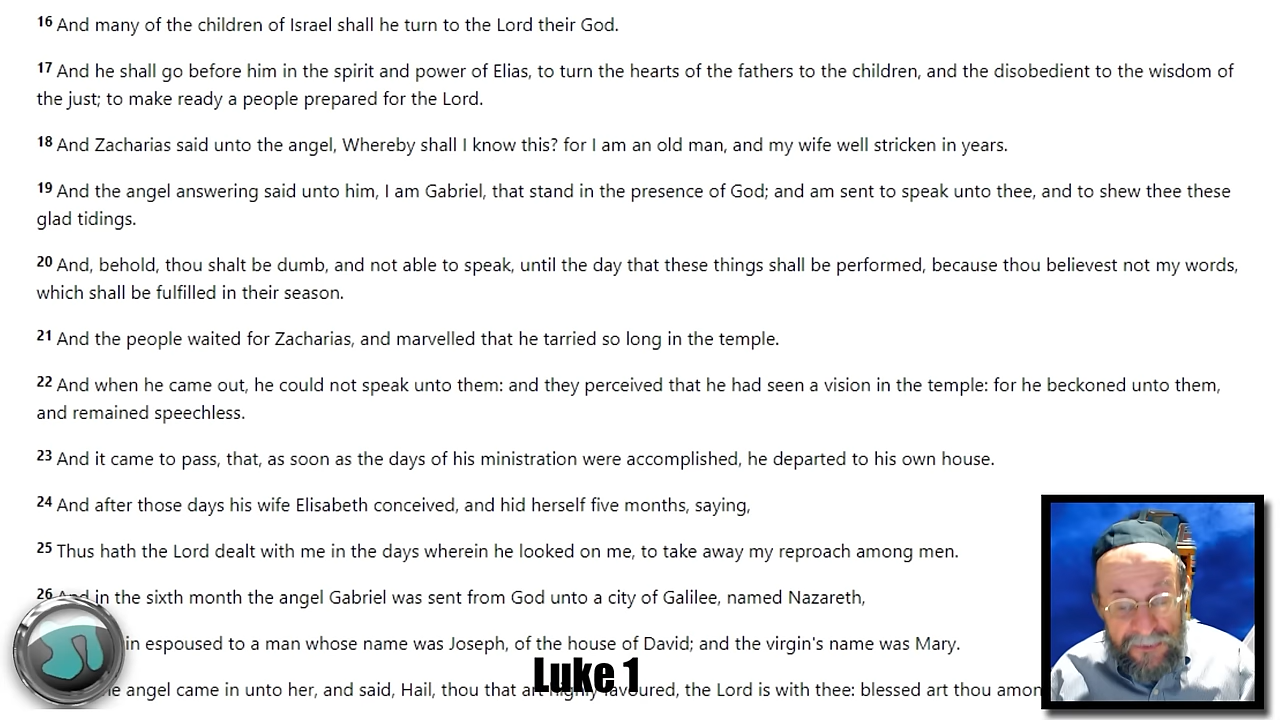 16 And many of the children of Israel shall he turn to the Lord their God.
17 And he shall go before him in the spirit and power of Elias, to turn the hearts of the fathers to the children, and the disobedient to the wisdom of
the just; to make ready a people prepared for the Lord.
18 And Zacharias said unto the angel, Whereby shall I know this? for I am an old man, and my wife well stricken in years.
19 And the angel answering said unto him, I am Gabriel, that stand in the presence of God; and am sent to speak unto thee, and to shew thee these
glad tidings.
20 And, behold, thou shalt be dumb, and not able to speak, until the day that these things shall be performed, because thou believest not my words,
which shall be fulfilled in their season.
21 And the people waited for Zacharias, and marvelled that he tarried so long in the temple.
22 And when he came out, he could not speak unto them: and they perceived that he had seen a vision in the temple: for he beckoned unto them,
and remained speechless.
23 And it came to pass, that, as soon as the days of his ministration were accomplished, he departed to his own house.
24 And after those days his wife Elisabeth conceived, and hid herself five months, saying,
25 Thus hath the Lord dealt with me in the days wherein he looked on me, to take away my reproach among men.
26 And in the sixth month the angel Gabriel was sent from God unto a city of Galilee, named Nazareth,
in espoused to a man whose name was Joseph, of the house of David; and the virgin's name was Mary.
angel came in unto her, and said, Hail, thou that art highly favoured, the Lord is with thee: blessed art thou amon
Luke 1